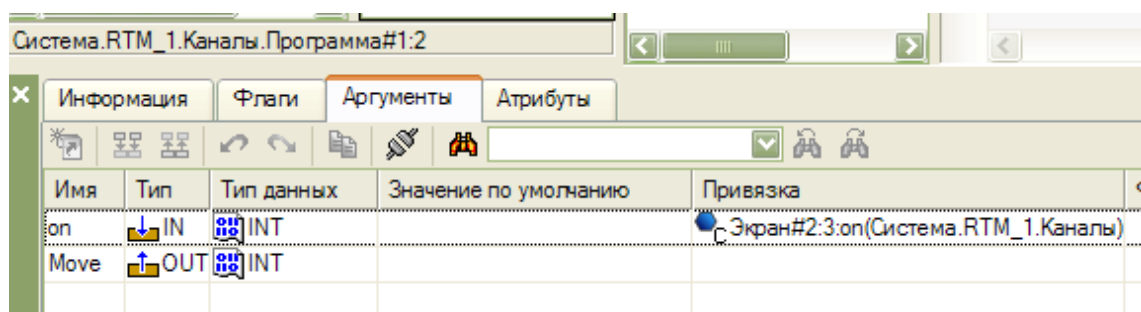 Система.RTM_1.Каналы.Программа#1:2
Информация Флаги Аргументы Атрибуты
Имя Тип Тип данных Значение по умолчанию Привязка
on IN INT Экран#2:3:on(Система.RTM_1.Каналы)
Move OUT INT